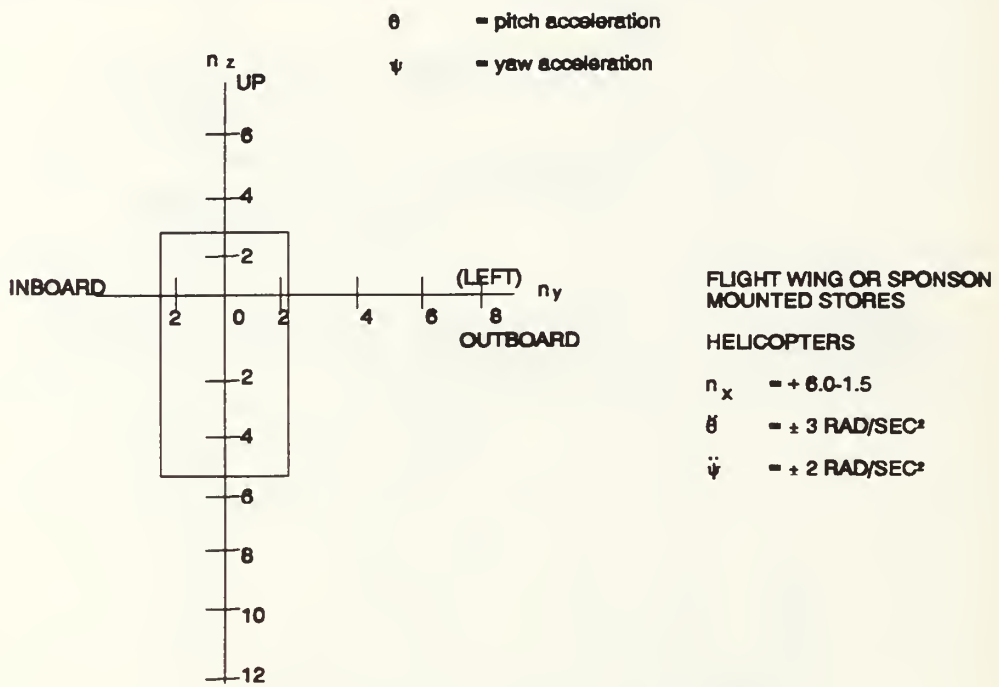 θ = pitch acceleration
ψ = yaw acceleration
n z
UP
6
4
2
INBOARD
(LEFT)
n y
2 0 2 4 6 8
OUTBOARD
2
4
6
8
10
12
FLIGHT WING OR SPONSON
MOUNTED STORES
HELICOPTERS
n x = + 6.0-1.5
θ̈ = ± 3 RAD/SEC²
ψ̈ = ± 2 RAD/SEC²